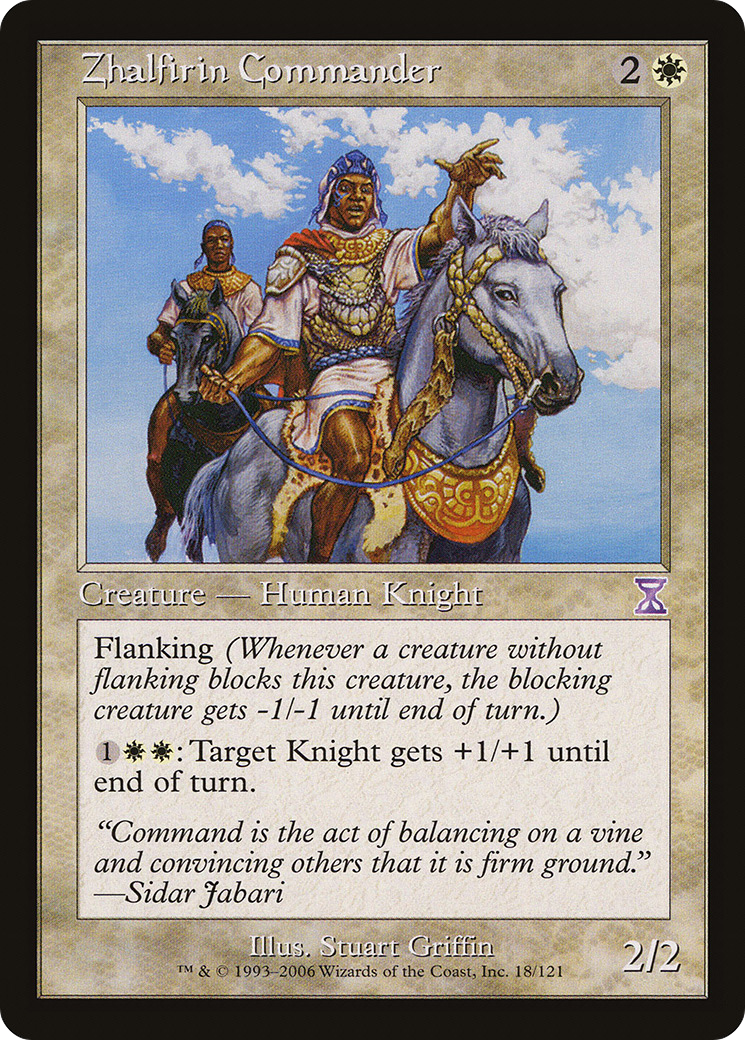 Zhalfirin Commander 2
Creature — Human Knight
Flanking (Whenever a creature without
flanking blocks this creature, the blocking
creature gets -1/-1 until end of turn.)
1 : Target Knight gets +1/+1 until
end of turn.
“Command is the act of balancing on a vine
and convincing others that it is firm ground.”
—Sidar Jabari
Illus. Stuart Griffin
™ & © 1993–2006 Wizards of the Coast, Inc. 18/121
2/2